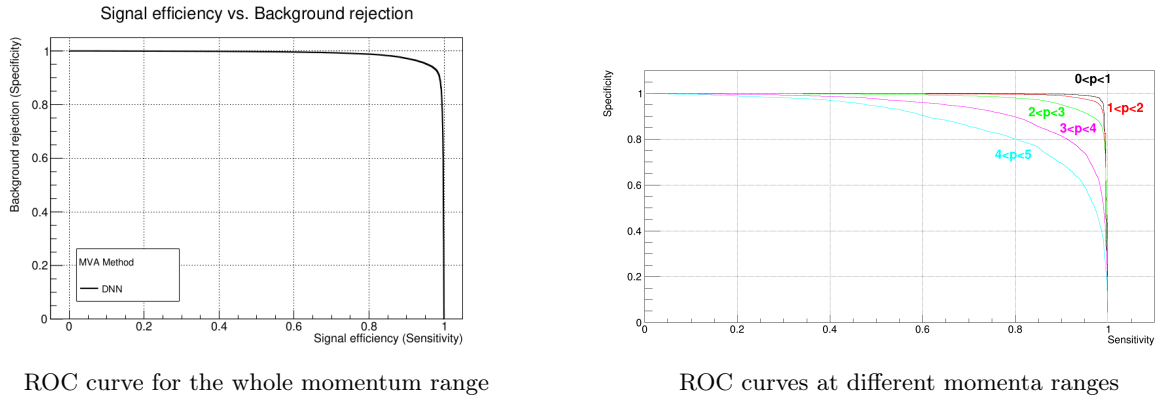 Signal efficiency vs. Background rejection
Background rejection (Specificity)
1
0.8
0.6
0.4
0.2
0
MVA Method
DNN
0
0.2
0.4
0.6
0.8
1
Signal efficiency (Sensitivity)
ROC curve for the whole momentum range
Specificity
1
0.8
0.6
0.4
0.2
0
0<p<1
1<p<2
2<p<3
3<p<4
4<p<5
0
0.2
0.4
0.6
0.8
1
Sensitivity
ROC curves at different momenta ranges